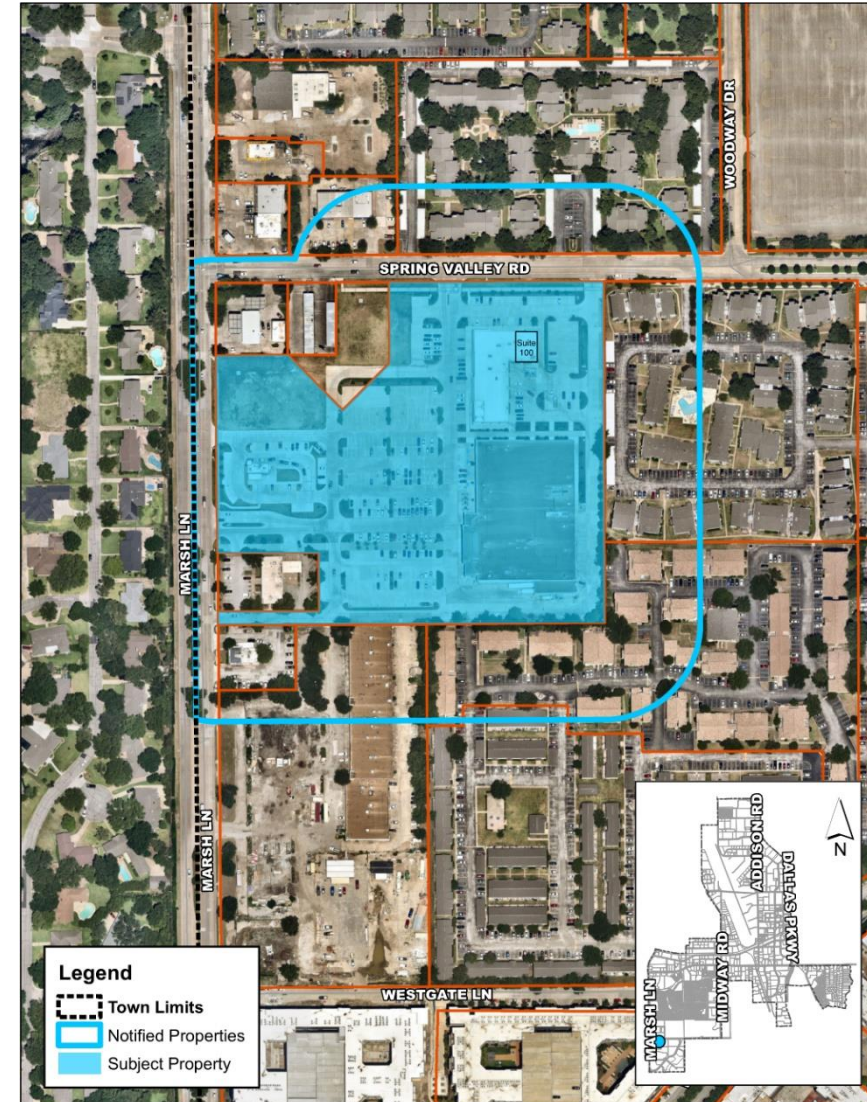 WOODWAY DR
SPRING VALLEY RD
Suite
100
MARSH LN
MARSH LN
WESTGATE LN
Legend
Town Limits
Notified Properties
Subject Property
ADDISON RD
DALLAS PKWY
MIDWAY RD
MARSH LN
N